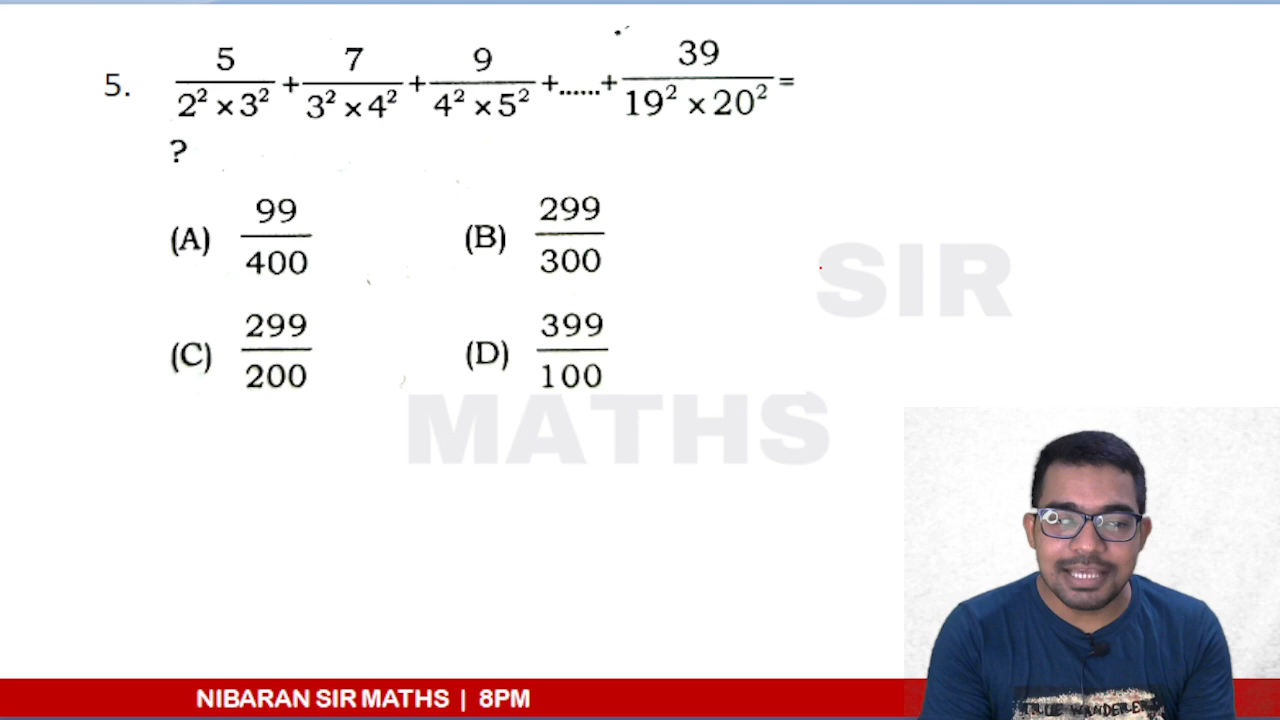 5. 5/(2² × 3²) + 7/(3² × 4²) + 9/(4² × 5²) + ...... + 39/(19² × 20²) =
?
(A) 99/400 (B) 299/300
(C) 299/200 (D) 399/100
SIR
MATHS
NIBARAN SIR MATHS | 8PM
WANDERE